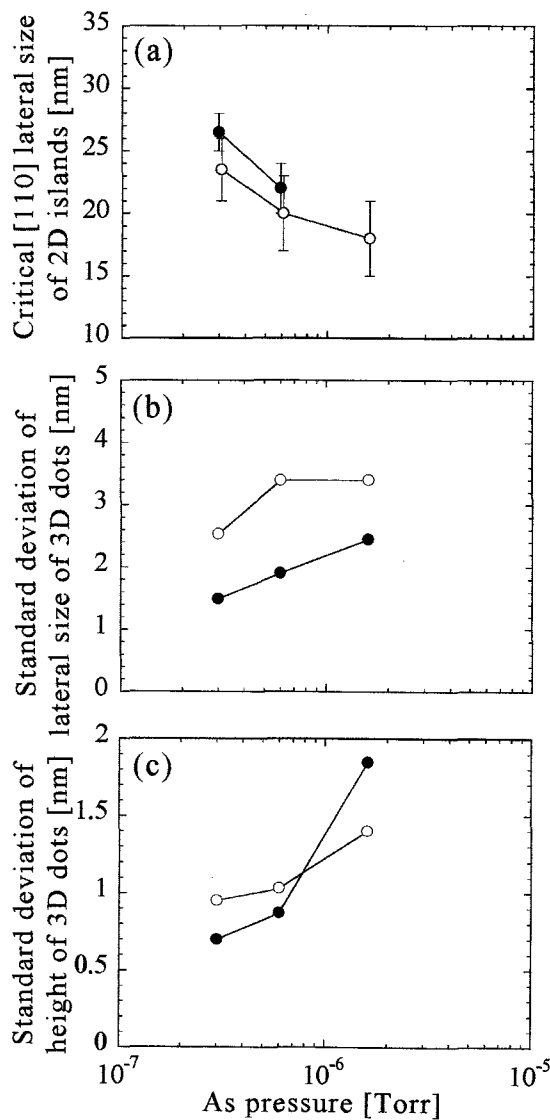 35
(a)
30
25
20
15
10
Critical [110] lateral size
of 2D islands [nm]
5
(b)
4
3
2
1
0
Standard deviation of
lateral size of 3D dots [nm]
2
(c)
1.5
1
0.5
0
Standard deviation of
height of 3D dots [nm]
10-7
10-6
10-5
As pressure [Torr]